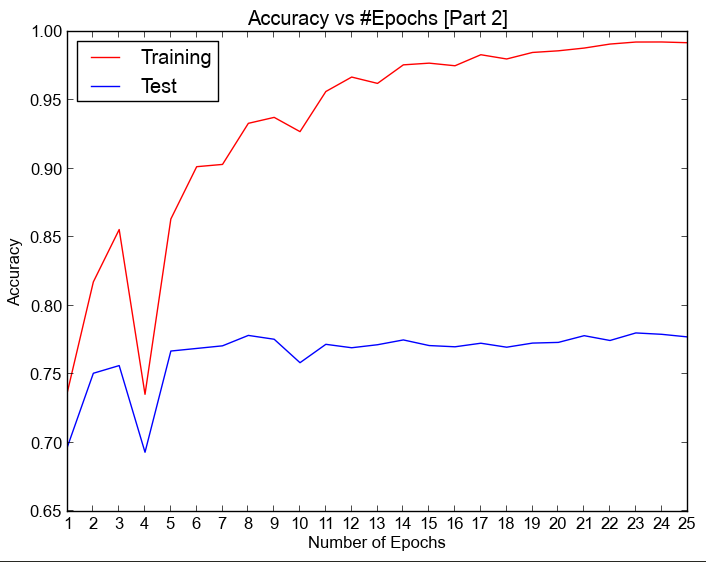 Accuracy vs #Epochs [Part 2]
Training
Test
1.00
0.95
0.90
0.85
0.80
0.75
0.70
0.65
Accuracy
1 2 3 4 5 6 7 8 9 10 11 12 13 14 15 16 17 18 19 20 21 22 23 24 25
Number of Epochs